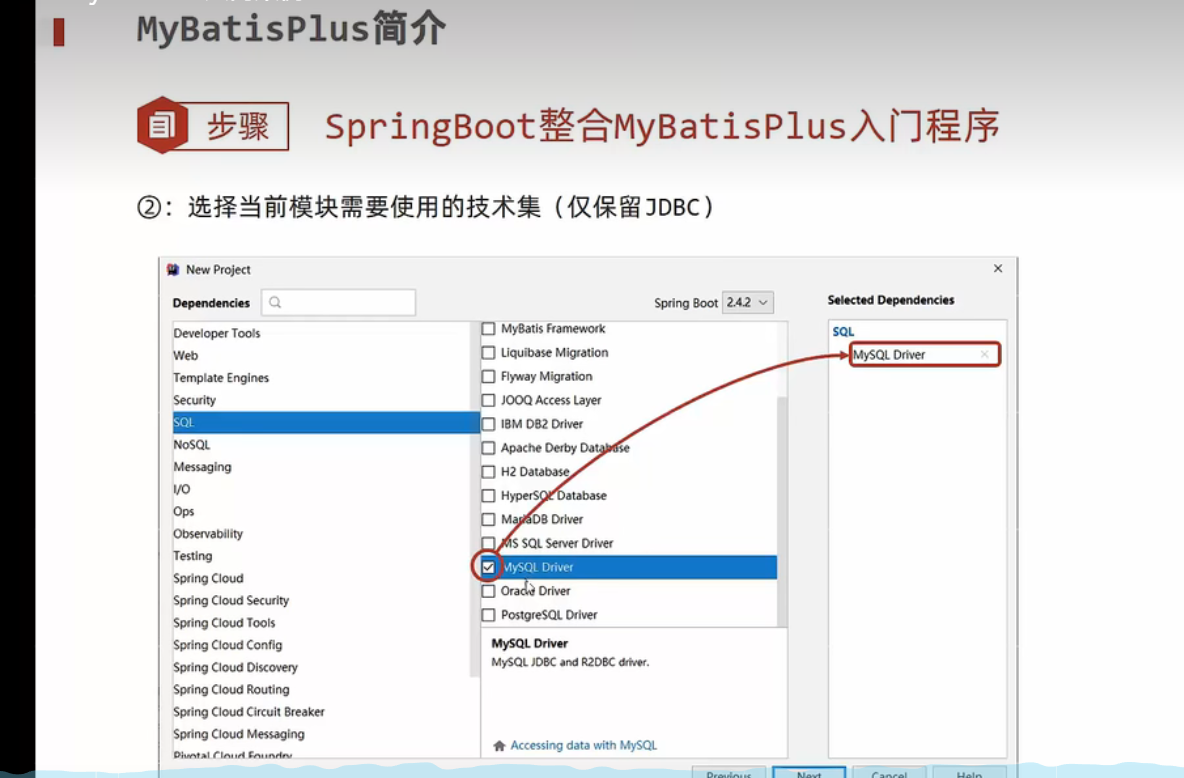 MyBatisPlus简介
步骤
SpringBoot整合MyBatisPlus入门程序
②：选择当前模块需要使用的技术集（仅保留JDBC）
New Project
Dependencies
Spring Boot 2.4.2
Selected Dependencies
Developer Tools
Web
Template Engines
Security
SQL
NoSQL
Messaging
I/O
Ops
Observability
Testing
Spring Cloud
Spring Cloud Security
Spring Cloud Tools
Spring Cloud Config
Spring Cloud Discovery
Spring Cloud Routing
Spring Cloud Circuit Breaker
Spring Cloud Messaging
Pivotal Cloud Foundry
MyBatis Framework
Liquibase Migration
Flyway Migration
JOOQ Access Layer
IBM DB2 Driver
Apache Derby Database
H2 Database
HyperSQL Database
MariaDB Driver
MS SQL Server Driver
MySQL Driver
Oracle Driver
PostgreSQL Driver
MySQL Driver
MySQL JDBC and R2DBC driver.
Accessing data with MySQL
SQL
MySQL Driver
Previous
Next
Cancel
Help